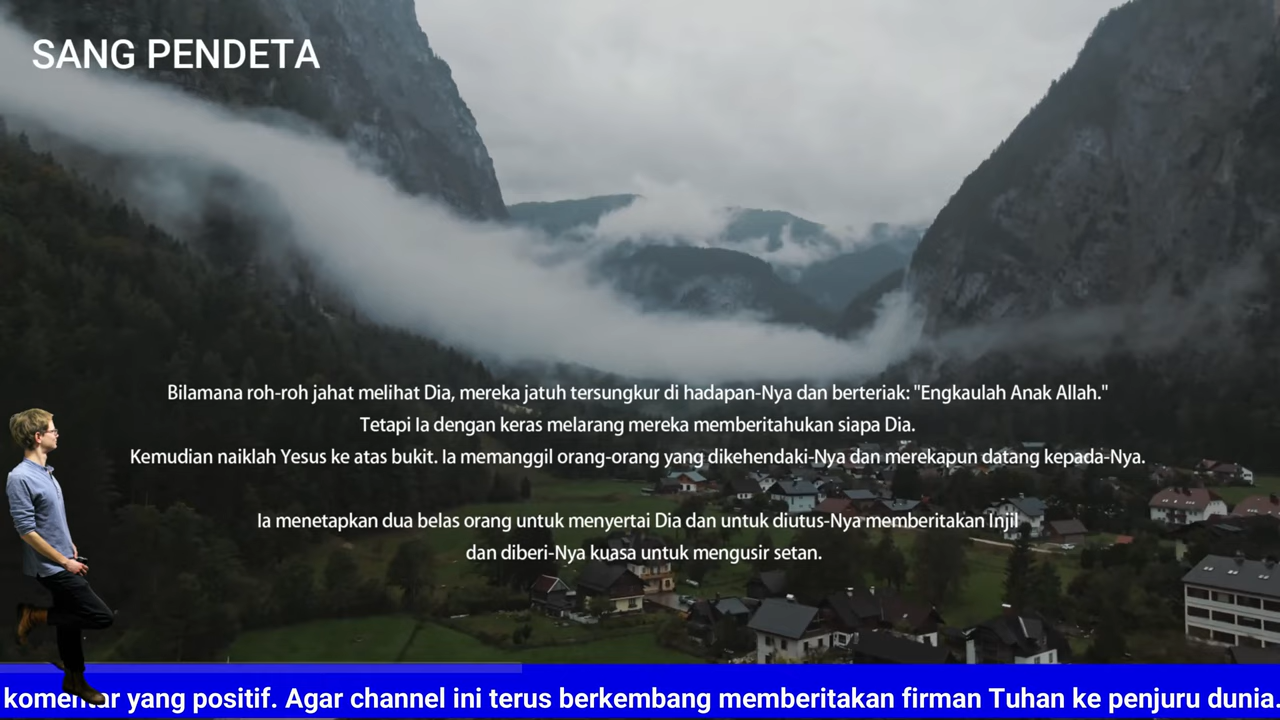 SANG PENDETA
Bilamana roh-roh jahat melihat Dia, mereka jatuh tersungkur di hadapan-Nya dan berteriak: "Engkaulah Anak Allah."
Tetapi Ia dengan keras melarang mereka memberitahukan siapa Dia.
Kemudian naiklah Yesus ke atas bukit. Ia memanggil orang-orang yang dikehendaki-Nya dan merekapun datang kepada-Nya.
Ia menetapkan dua belas orang untuk menyertai Dia dan untuk diutus-Nya memberitakan Injil
dan diberi-Nya kuasa untuk mengusir setan.
komentar yang positif. Agar channel ini terus berkembang memberitakan firman Tuhan ke penjuru dunia.